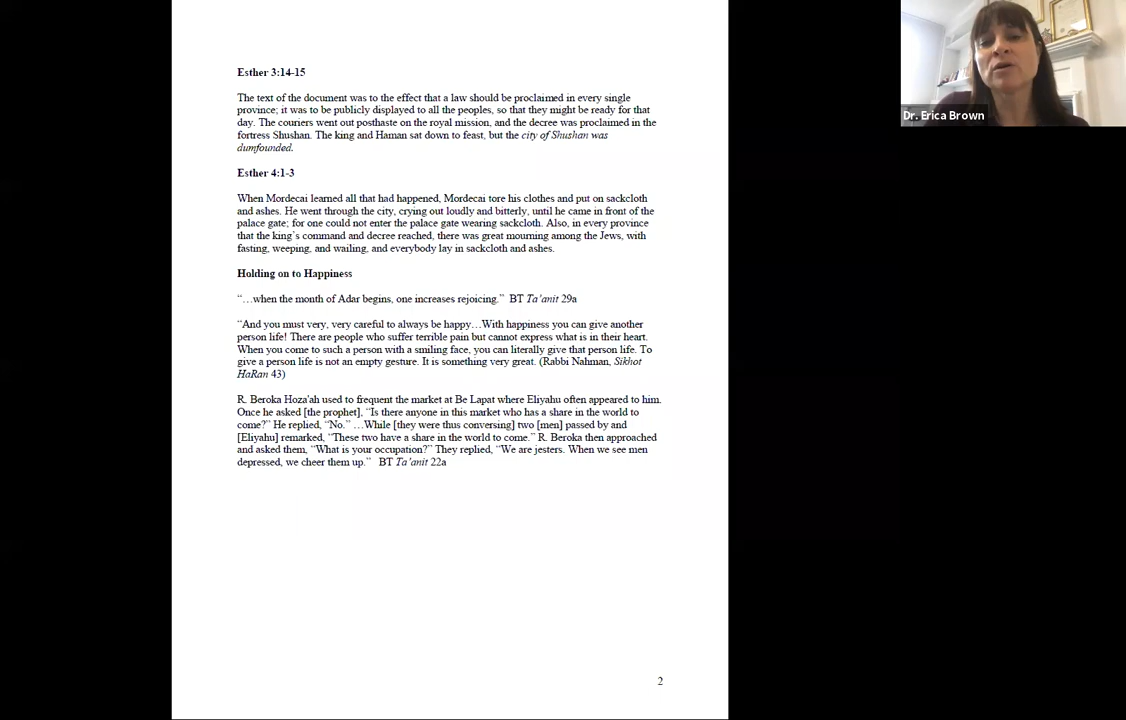 Esther 3:14-15
The text of the document was to the effect that a law should be proclaimed in every single
province; it was to be publicly displayed to all the peoples, so that they might be ready for that
day. The couriers went out posthaste on the royal mission, and the decree was proclaimed in the
fortress Shushan. The king and Haman sat down to feast, but the city of Shushan was
dumfounded.
Esther 4:1-3
When Mordecai learned all that had happened, Mordecai tore his clothes and put on sackcloth
and ashes. He went through the city, crying out loudly and bitterly, until he came in front of the
palace gate; for one could not enter the palace gate wearing sackcloth. Also, in every province
that the king's command and decree reached, there was great mourning among the Jews, with
fasting, weeping, and wailing, and everybody lay in sackcloth and ashes.
Holding on to Happiness
“…when the month of Adar begins, one increases rejoicing.” BT Ta'anit 29a
“And you must very, very careful to always be happy…With happiness you can give another
person life! There are people who suffer terrible pain but cannot express what is in their heart.
When you come to such a person with a smiling face, you can literally give that person life. To
give a person life is not an empty gesture. It is something very great. (Rabbi Nahman, Sikhot
HaRan 43)
R. Beroka Hoza'ah used to frequent the market at Be Lapat where Eliyahu often appeared to him.
Once he asked [the prophet], “Is there anyone in this market who has a share in the world to
come?” He replied, “No.” …While [they were thus conversing] two [men] passed by and
[Eliyahu] remarked, “These two have a share in the world to come.” R. Beroka then approached
and asked them, “What is your occupation?” They replied, “We are jesters. When we see men
depressed, we cheer them up.” BT Ta'anit 22a
2
Dr. Erica Brown